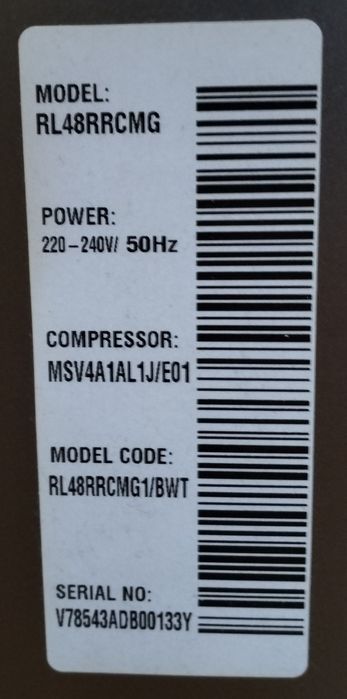 MODEL:
RL48RRCMG
POWER:
220-240V/ 50Hz
COMPRESSOR:
MSV4A1AL1J/E01
MODEL CODE:
RL48RRCMG1/BWT
SERIAL NO:
V78543ADB00133Y